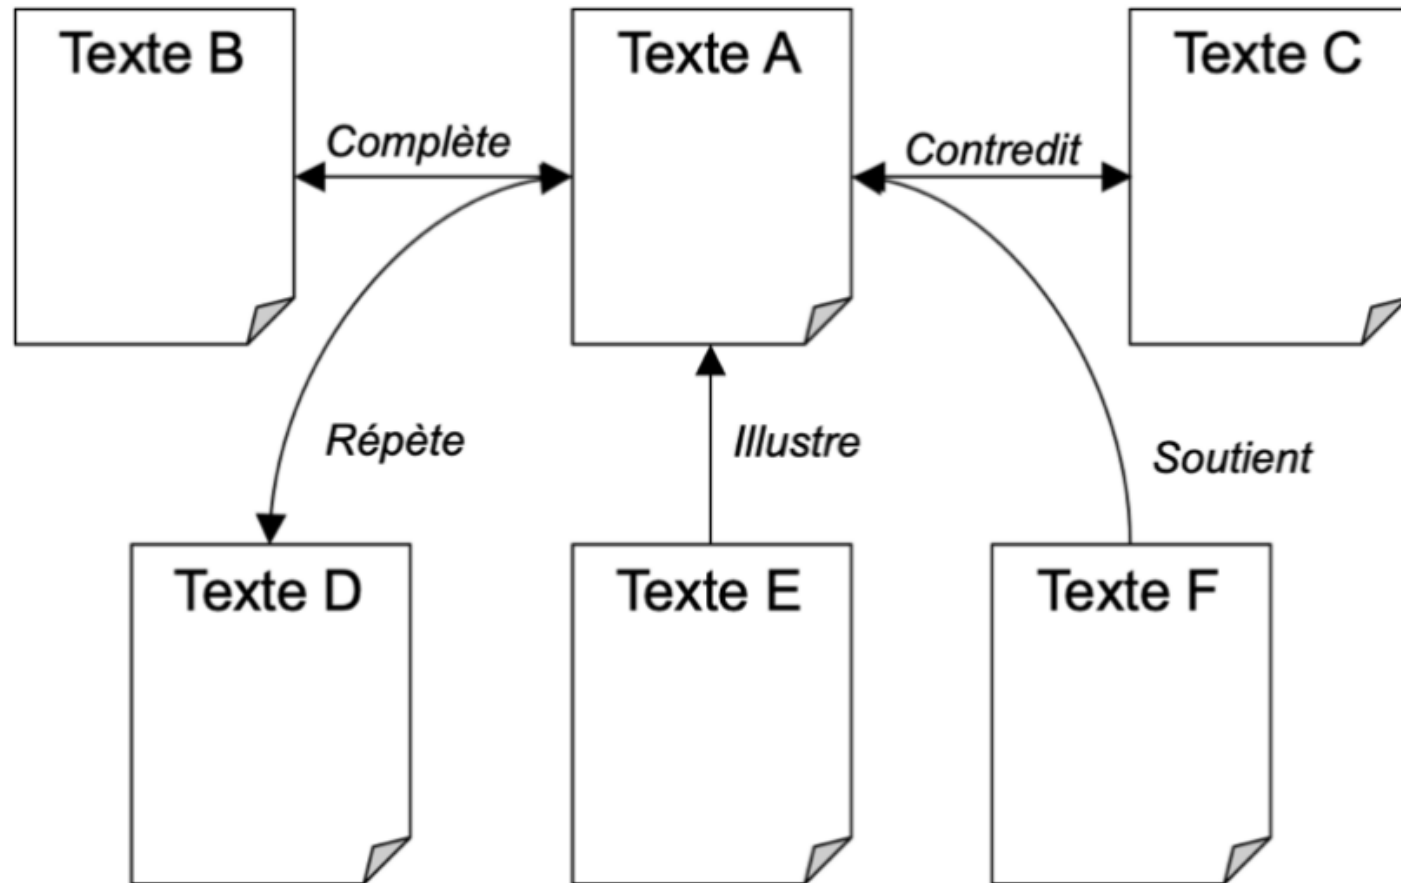 Texte B
Texte A
Texte C
Complète
Contredit
Répète
Illustre
Soutient
Texte D
Texte E
Texte F